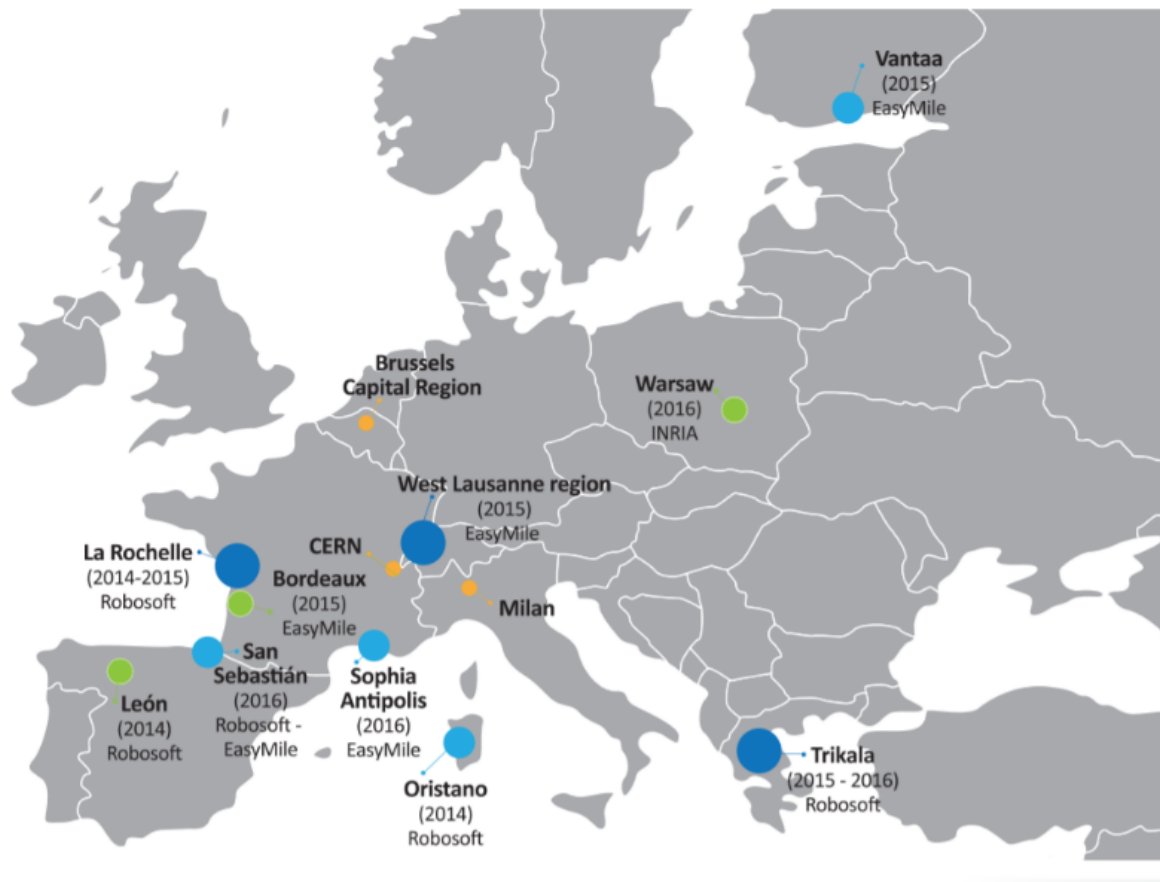 Vantaa
(2015)
EasyMile
Brussels
Capital Region
Warsaw
(2016)
INRIA
West Lausanne region
(2015)
EasyMile
CERN
La Rochelle
(2014-2015)
Robosoft
Bordeaux
(2015)
EasyMile
Milan
San
Sebastián
(2016)
Robosoft -
EasyMile
Sophia
Antipolis
(2016)
EasyMile
León
(2014)
Robosoft
Oristano
(2014)
Robosoft
Trikala
(2015 - 2016)
Robosoft